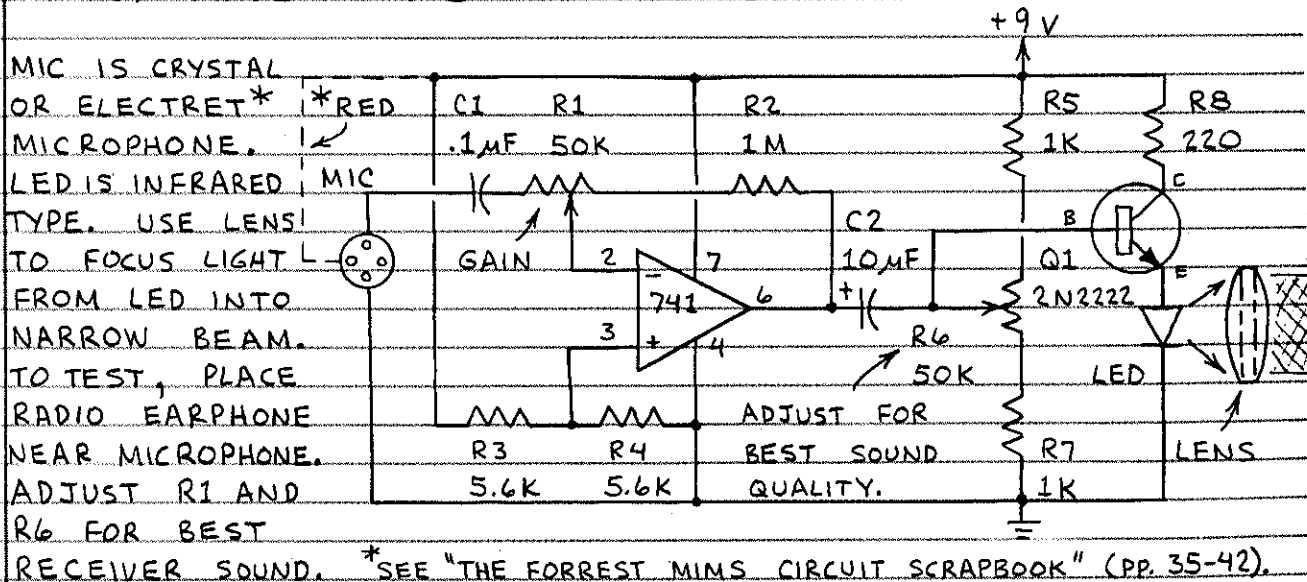 +9 V
MIC IS CRYSTAL
OR ELECTRET*
MICROPHONE.
LED IS INFRARED
TYPE. USE LENS
TO FOCUS LIGHT
FROM LED INTO
NARROW BEAM.
TO TEST, PLACE
RADIO EARPHONE
NEAR MICROPHONE.
ADJUST R1 AND
R6 FOR BEST
RECEIVER SOUND.
*RED
MIC
C1
.1µF
R1
50K
GAIN
R2
1M
2
−
3
+
741
7
6
4
C2
10µF
+
R3
5.6K
R4
5.6K
R5
1K
R6
50K
ADJUST FOR
BEST SOUND
QUALITY.
R7
1K
R8
220
C
B
E
Q1
2N2222
LED
LENS
*SEE "THE FORREST MIMS CIRCUIT SCRAPBOOK" (PP. 35-42).